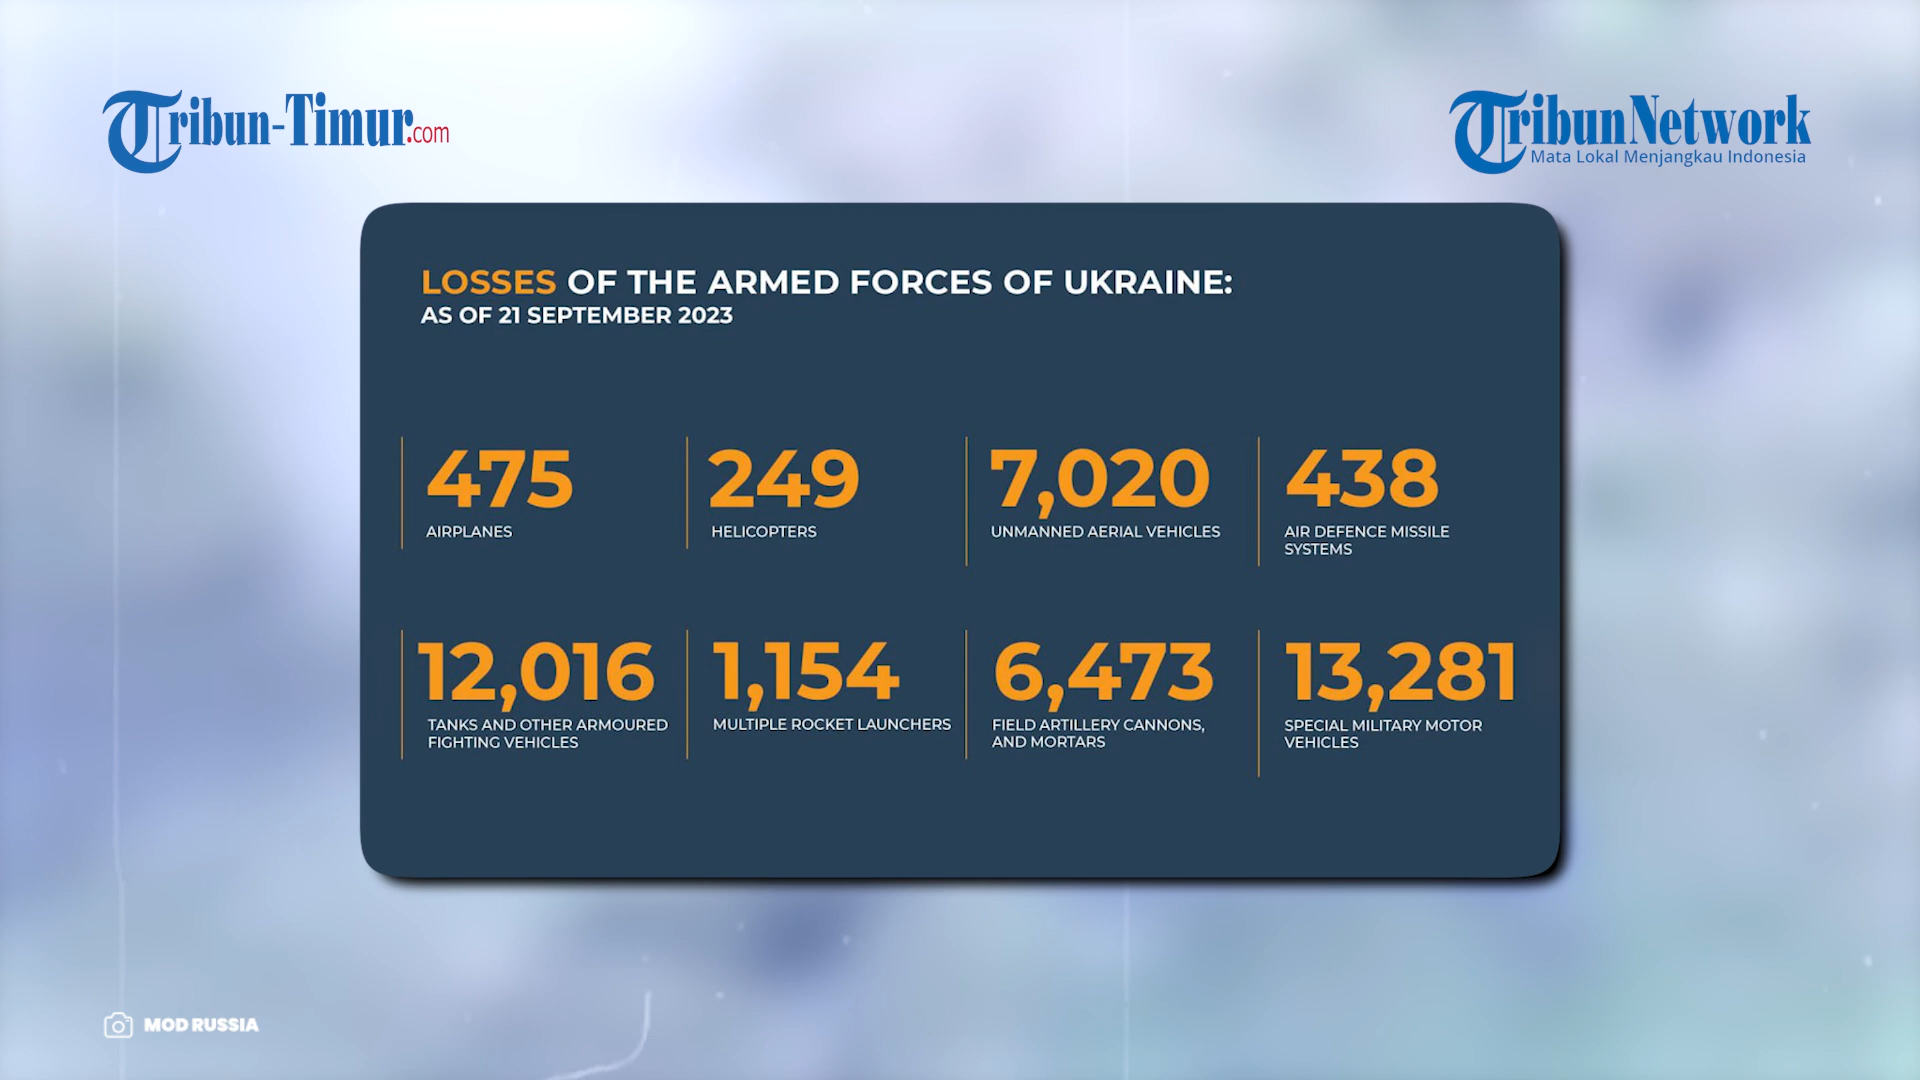 Tribun-Timur.com
TribunNetwork
Mata Lokal Menjangkau Indonesia
LOSSES OF THE ARMED FORCES OF UKRAINE:
AS OF 21 SEPTEMBER 2023
475
AIRPLANES
249
HELICOPTERS
7,020
UNMANNED AERIAL VEHICLES
438
AIR DEFENCE MISSILE
SYSTEMS
12,016
TANKS AND OTHER ARMOURED
FIGHTING VEHICLES
1,154
MULTIPLE ROCKET LAUNCHERS
6,473
FIELD ARTILLERY CANNONS,
AND MORTARS
13,281
SPECIAL MILITARY MOTOR
VEHICLES
MOD RUSSIA